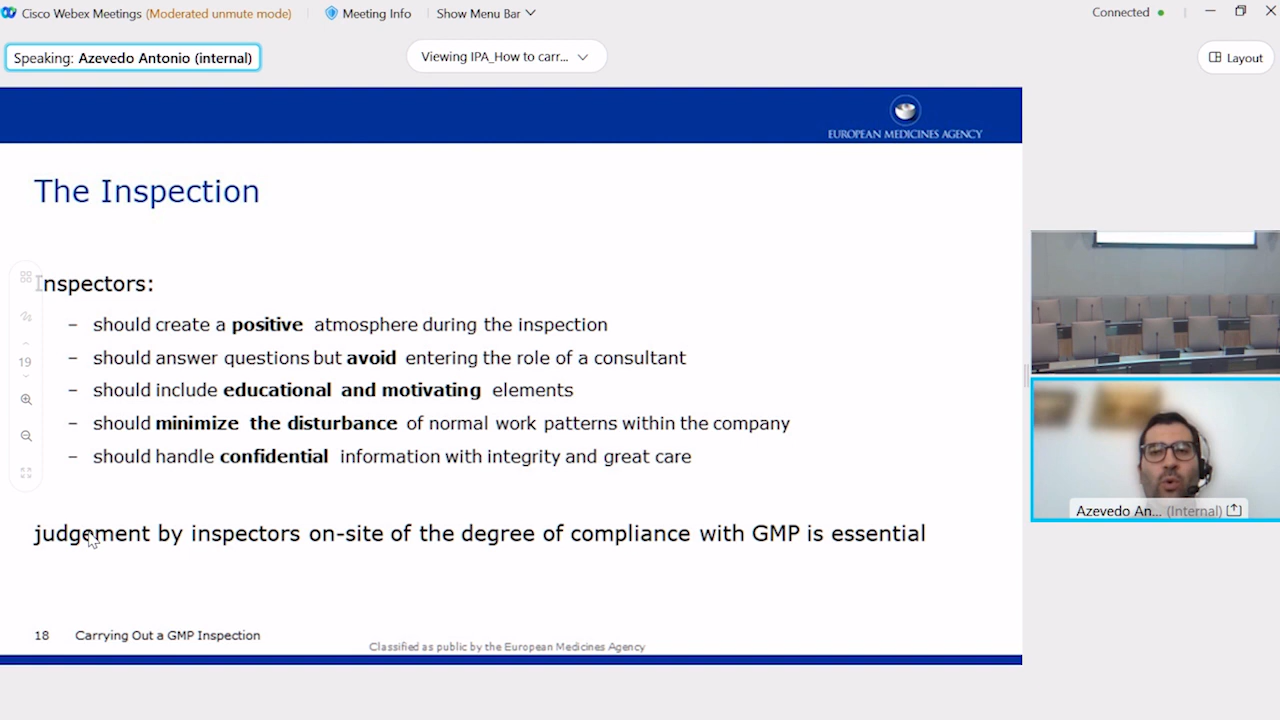 Cisco Webex Meetings (Moderated unmute mode) Meeting Info Show Menu Bar Connected
Speaking: Azevedo Antonio (internal) Viewing IPA_How to carr... Layout
EUROPEAN MEDICINES AGENCY
The Inspection
Inspectors:
– should create a positive atmosphere during the inspection
– should answer questions but avoid entering the role of a consultant
19
– should include educational and motivating elements
– should minimize the disturbance of normal work patterns within the company
– should handle confidential information with integrity and great care
Azevedo An... (Internal)
judgement by inspectors on-site of the degree of compliance with GMP is essential
18 Carrying Out a GMP Inspection
Classified as public by the European Medicines Agency